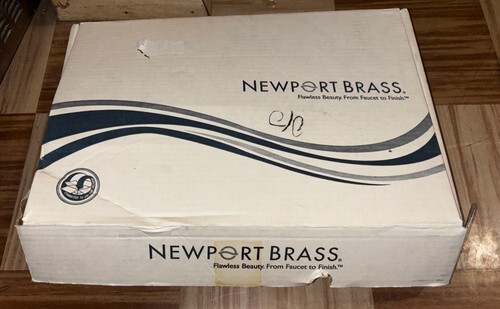 NEWPORT BRASS®
Flawless Beauty. From Faucet to Finish.™
NEWPORT BRASS®
Flawless Beauty. From Faucet to Finish.™